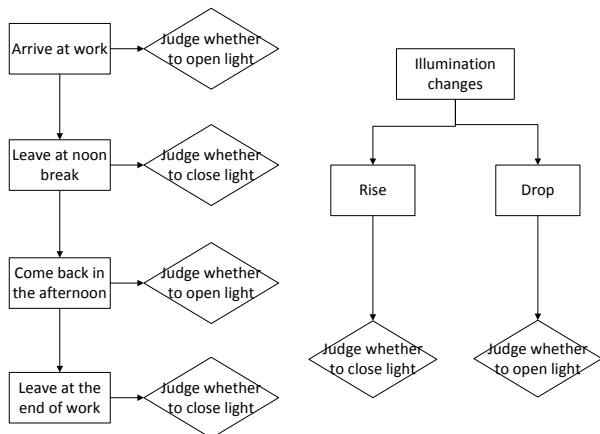 Arrive at work
Judge whether
to open light
Leave at noon
break
Judge whether
to close light
Come back in
the afternoon
Judge whether
to open light
Leave at the
end of work
Judge whether
to close light
Illumination
changes
Rise
Drop
Judge whether
to close light
Judge whether
to open light